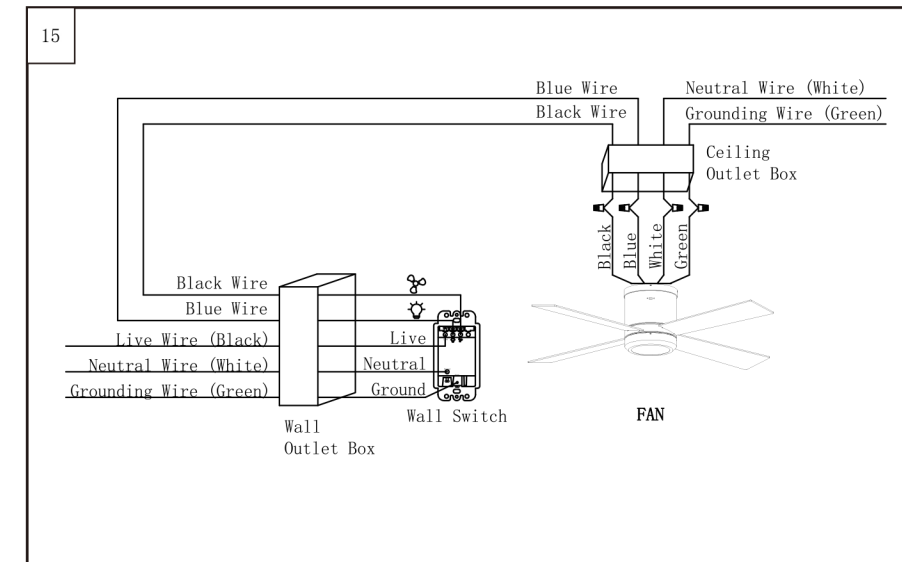 15
Blue Wire
Neutral Wire (White)
Black Wire
Grounding Wire (Green)
Ceiling
Outlet Box
Black
Blue
White
Green
Black Wire
Blue Wire
Live Wire (Black)
Live
Neutral Wire (White)
Neutral
Grounding Wire (Green)
Ground
Wall Switch
FAN
Wall
Outlet Box